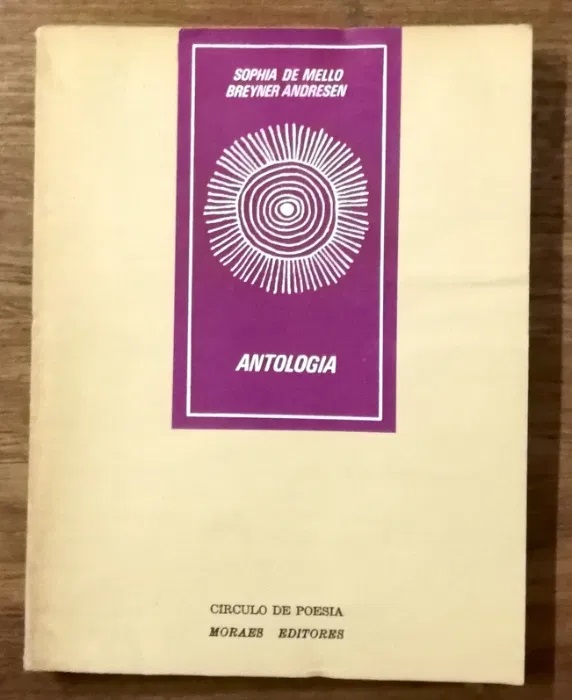 SOPHIA DE MELLO
BREYNER ANDRESEN
ANTOLOGIA
CIRCULO DE POESIA
MORAES EDITORES